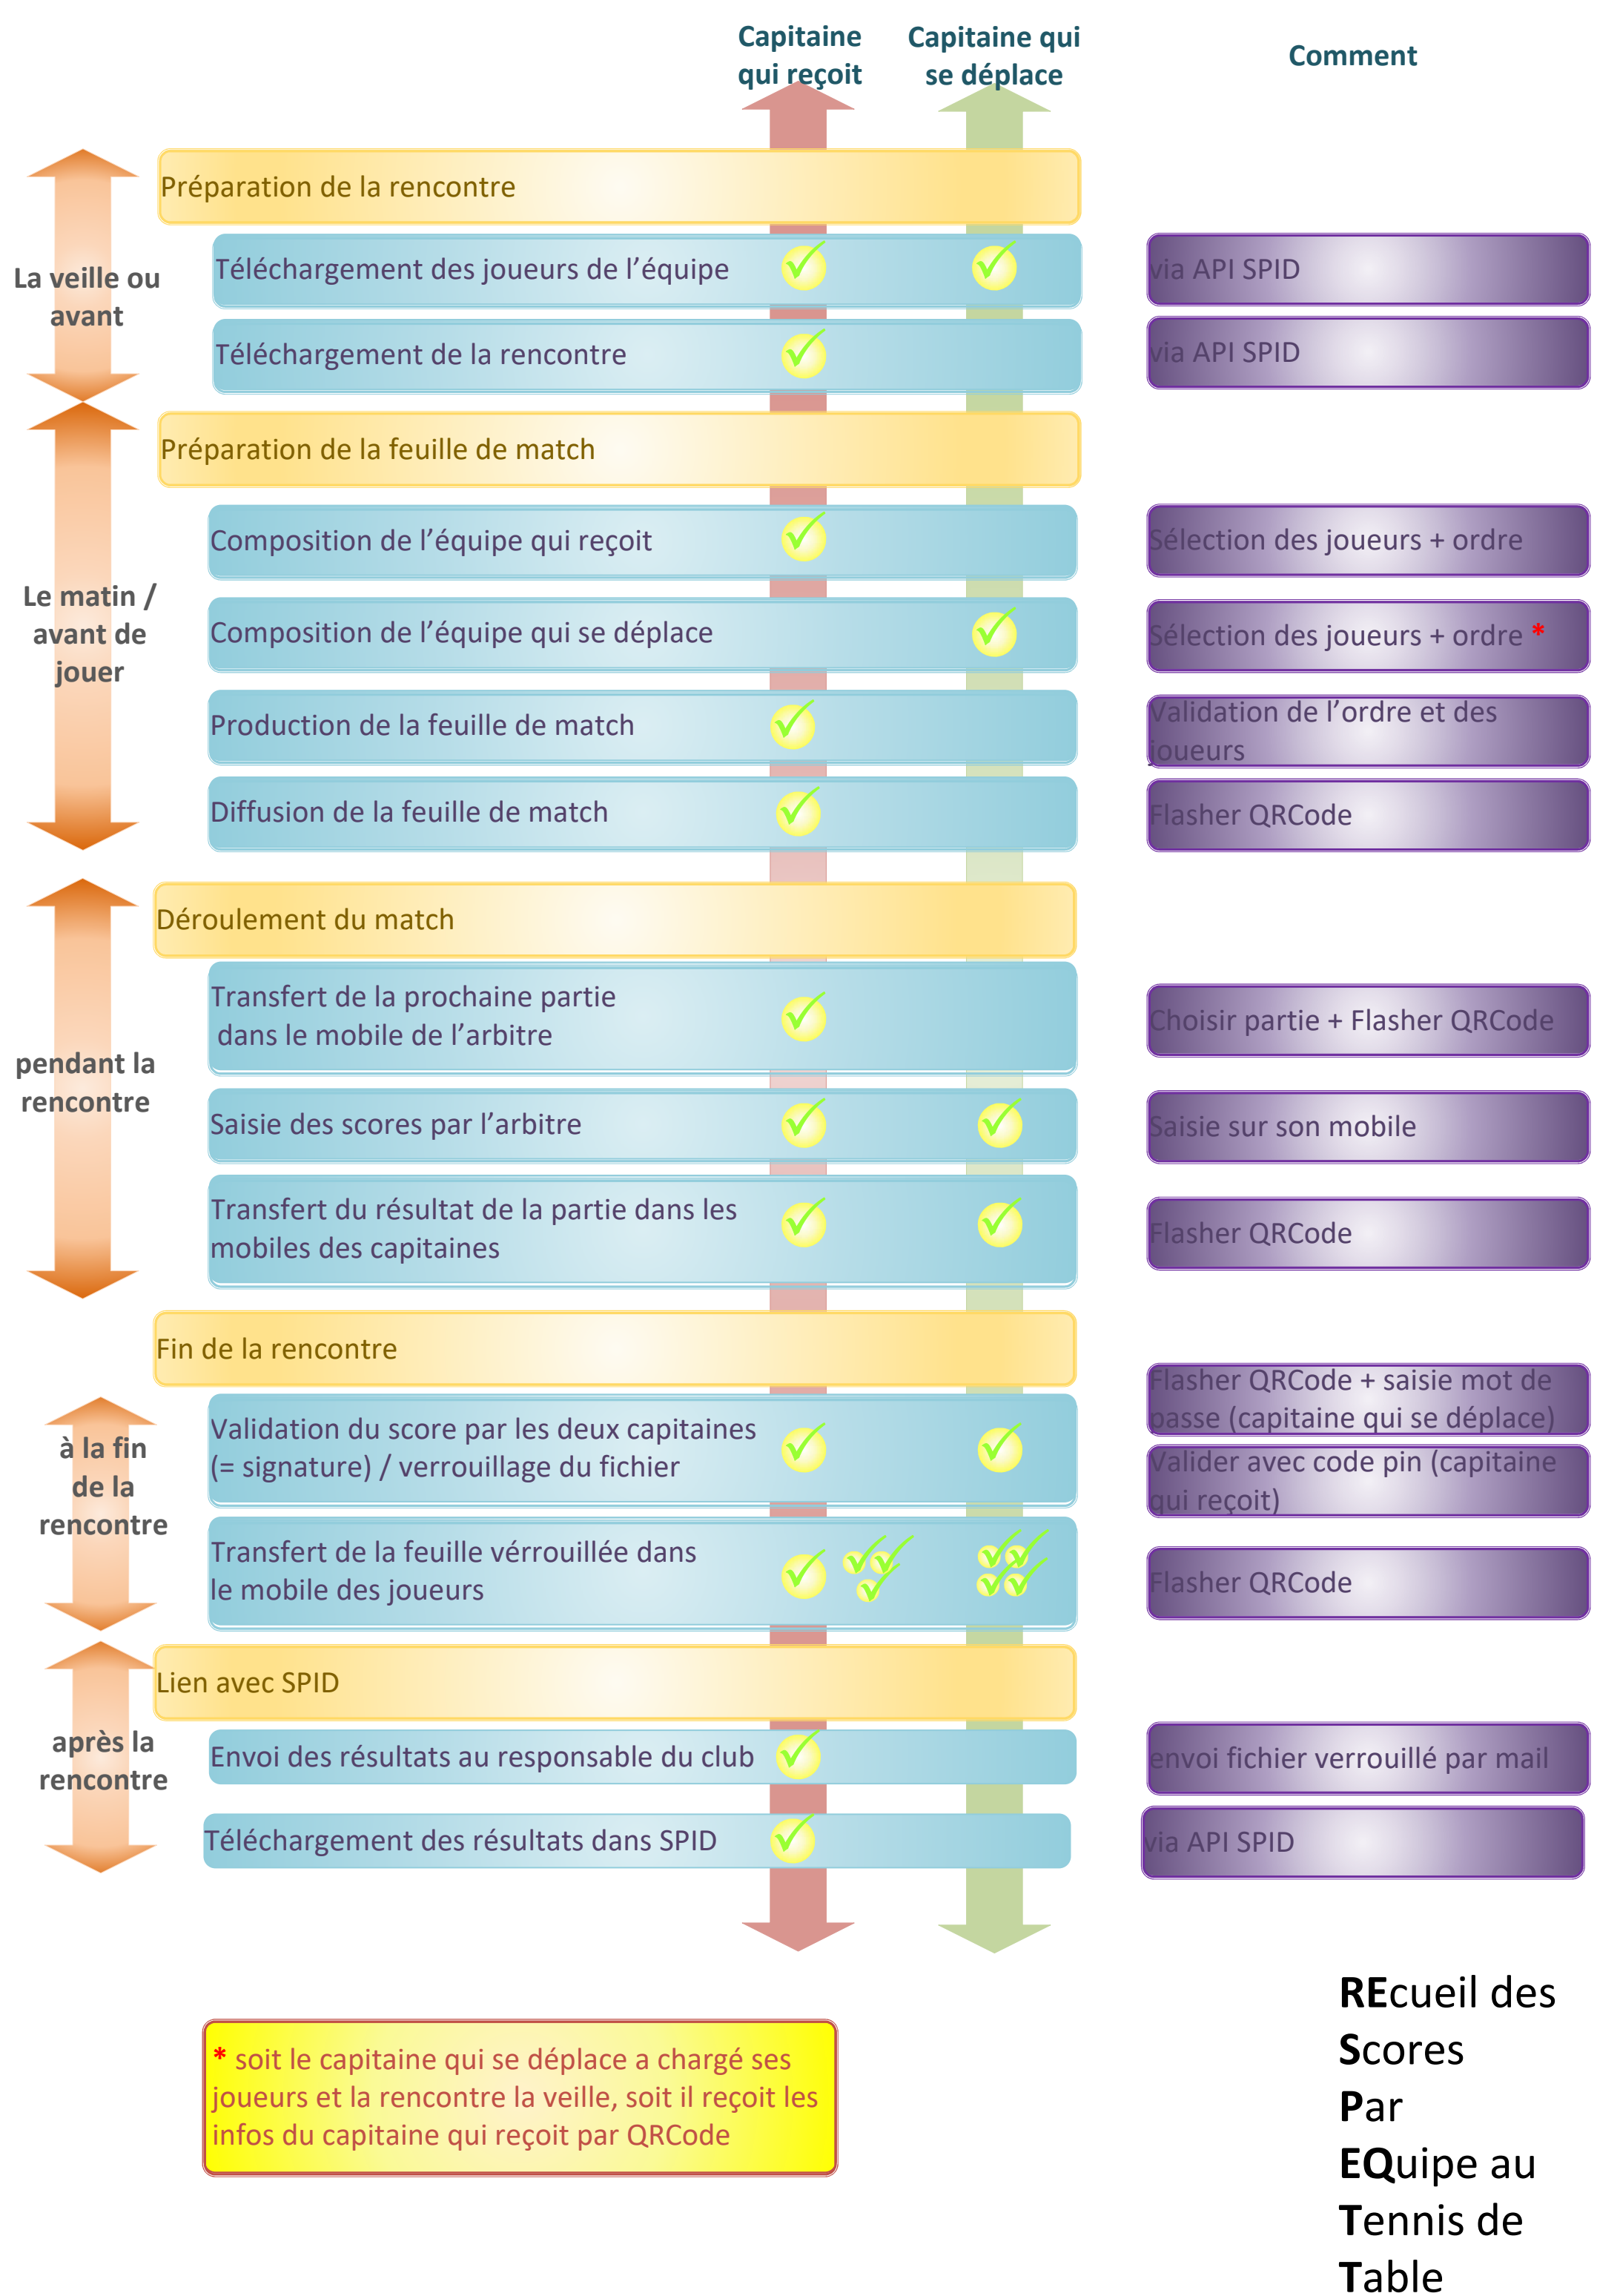 Capitaine
qui reçoit
Capitaine qui
se déplace
Comment
Préparation de la rencontre
La veille ou
avant
Téléchargement des joueurs de l’équipe
via API SPID
Téléchargement de la rencontre
via API SPID
Préparation de la feuille de match
Le matin /
avant de
jouer
Composition de l’équipe qui reçoit
Sélection des joueurs + ordre
Composition de l’équipe qui se déplace
Sélection des joueurs + ordre *
Production de la feuille de match
Validation de l’ordre et des
joueurs
Diffusion de la feuille de match
Flasher QRCode
Déroulement du match
pendant la
rencontre
Transfert de la prochaine partie
dans le mobile de l’arbitre
Choisir partie + Flasher QRCode
Saisie des scores par l’arbitre
Saisie sur son mobile
Transfert du résultat de la partie dans les
mobiles des capitaines
Flasher QRCode
Fin de la rencontre
à la fin
de la
rencontre
Validation du score par les deux capitaines
(= signature) / verrouillage du fichier
Flasher QRCode + saisie mot de
passe (capitaine qui se déplace)
Valider avec code pin (capitaine
qui reçoit)
Transfert de la feuille vérrouillée dans
le mobile des joueurs
Flasher QRCode
Lien avec SPID
après la
rencontre
Envoi des résultats au responsable du club
envoi fichier verrouillé par mail
Téléchargement des résultats dans SPID
via API SPID
* soit le capitaine qui se déplace a chargé ses
joueurs et la rencontre la veille, soit il reçoit les
infos du capitaine qui reçoit par QRCode
REcueil des
Scores
Par
EQuipe au
Tennis de
Table